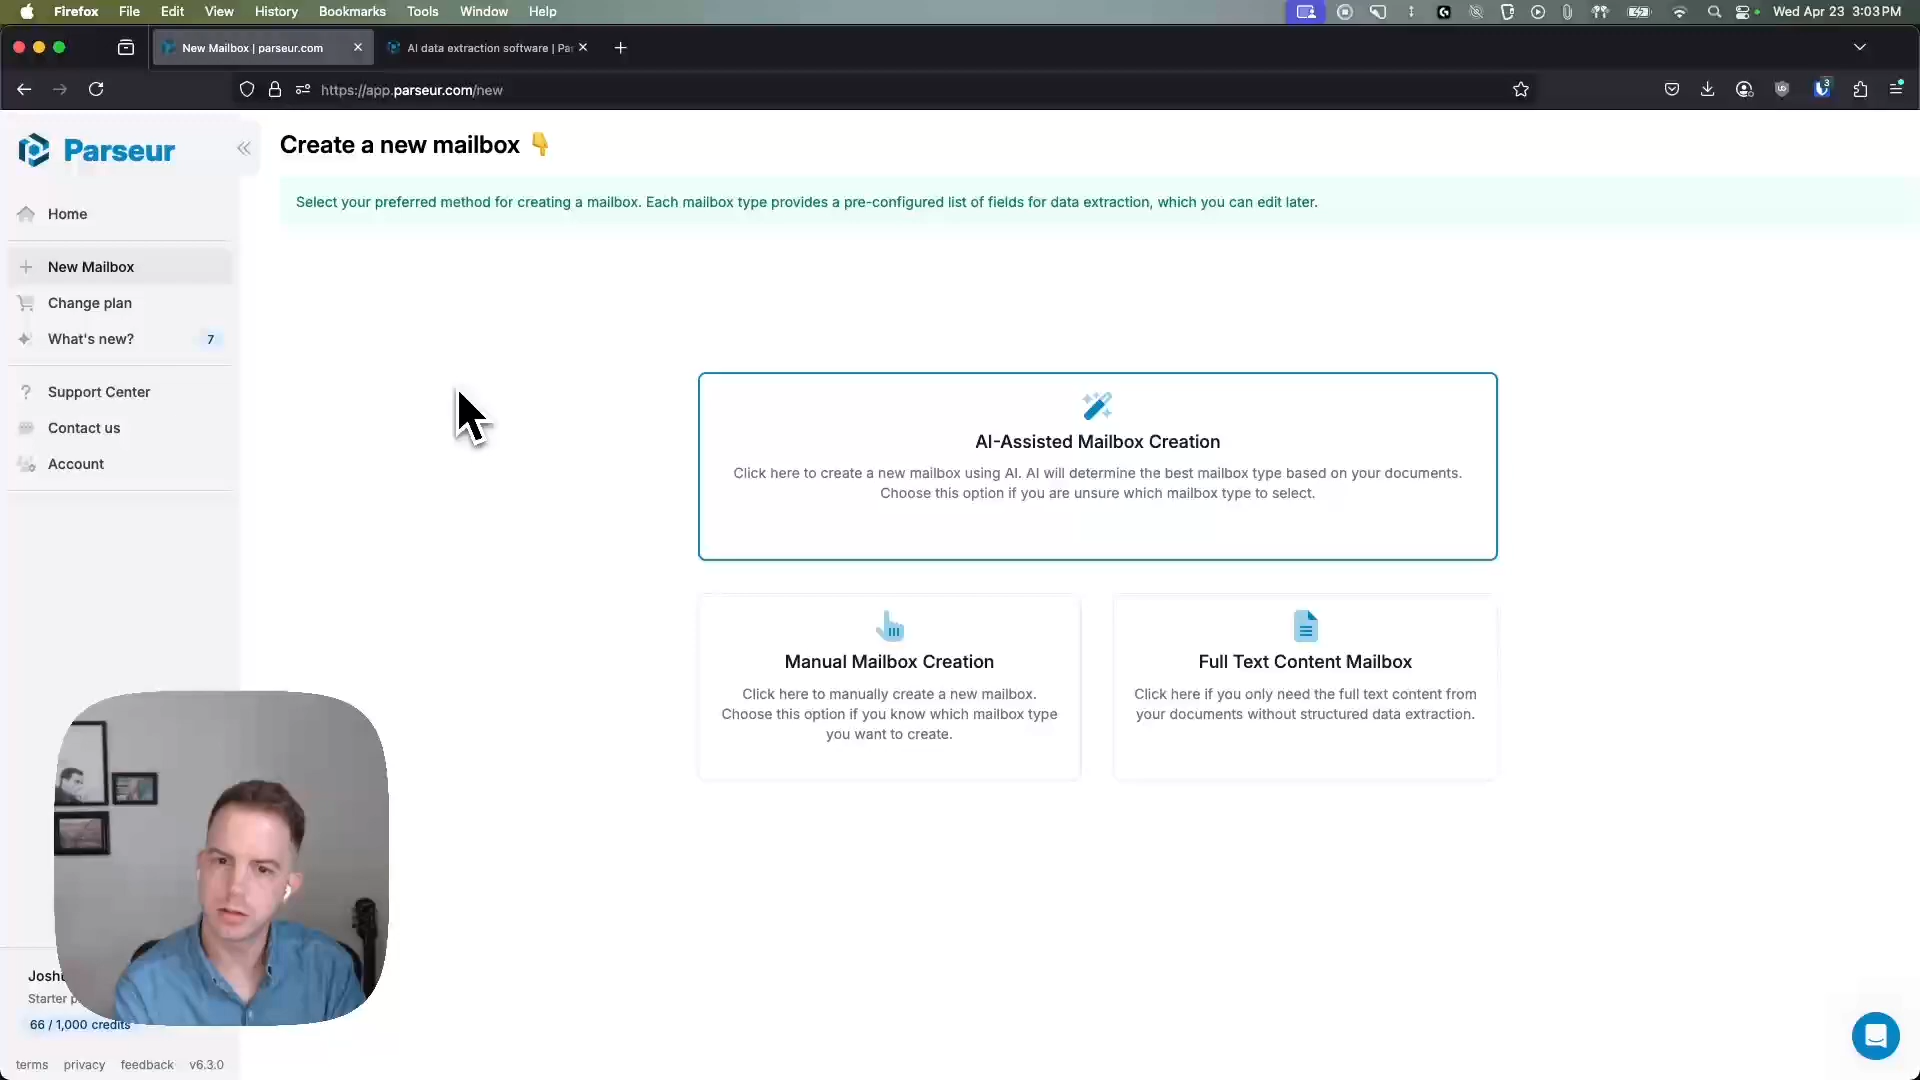 Firefox File Edit View History Bookmarks Tools Window Help
Wed Apr 23 3:03 PM
New Mailbox | parseur.com
AI data extraction software | Pa
https://app.parseur.com/new
3
Parseur
Home
New Mailbox
Change plan
What's new? 7
Support Center
Contact us
Account
Create a new mailbox 👇
Select your preferred method for creating a mailbox. Each mailbox type provides a pre-configured list of fields for data extraction, which you can edit later.
AI-Assisted Mailbox Creation
Click here to create a new mailbox using AI. AI will determine the best mailbox type based on your documents.
Choose this option if you are unsure which mailbox type to select.
Manual Mailbox Creation
Click here to manually create a new mailbox.
Choose this option if you know which mailbox type
you want to create.
Full Text Content Mailbox
Click here if you only need the full text content from
your documents without structured data extraction.
Joshu
Starter p
66 / 1,000 credits
terms privacy feedback v6.3.0